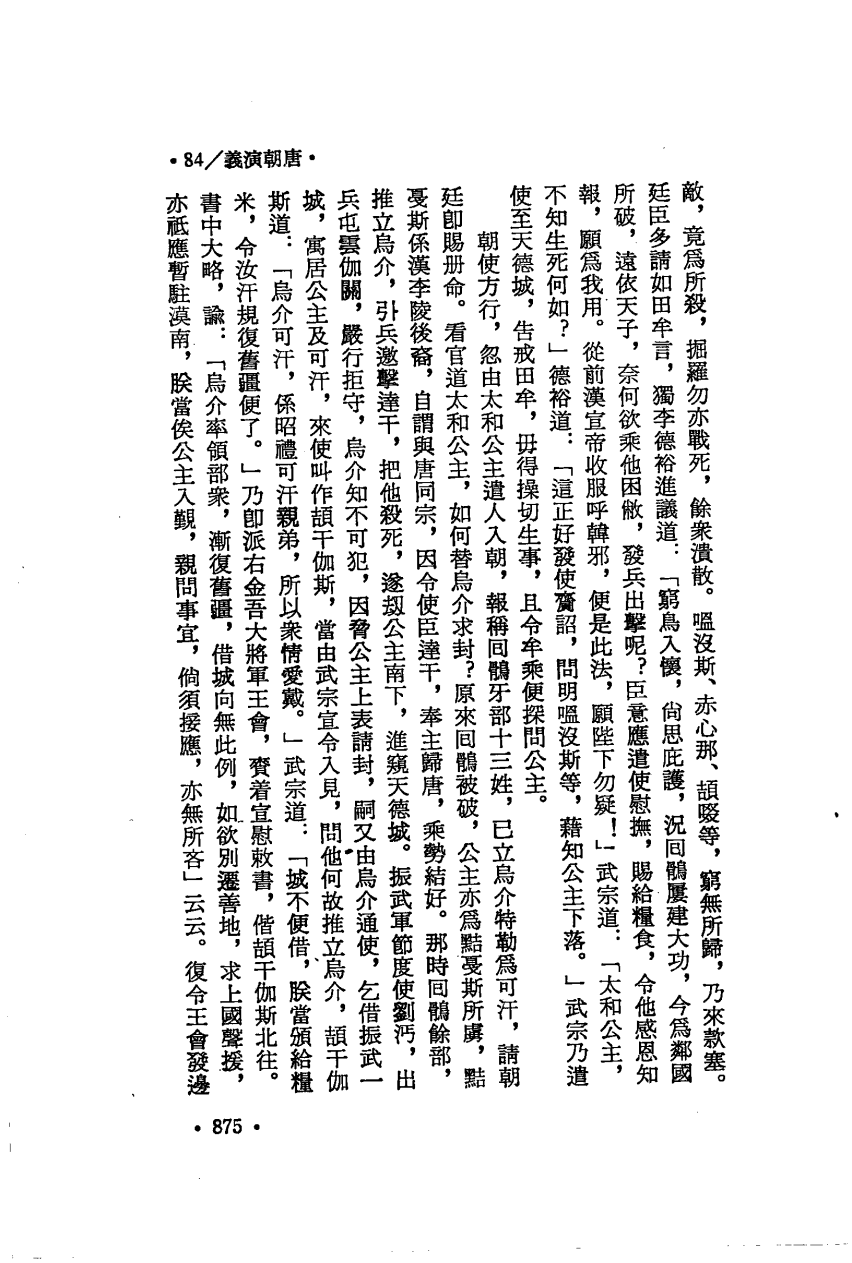 •84／義演朝唐•
敵，竟爲所殺，掘羅勿亦戰死，餘衆潰散。嗢沒斯、赤心那、頡啜等，窮無所歸，乃來款塞。
廷臣多請如田牟言，獨李德裕進議道：「窮鳥入懷，尙思庇護，況回鶻屢建大功，今爲鄰國
所破，遠依天子，奈何欲乘他困敝，發兵出擊呢？臣意應遣使慰撫，賜給糧食，令他感恩知
報，願爲我用。從前漢宣帝收服呼韓邪，便是此法，願陛下勿疑！」武宗道：「太和公主，
不知生死何如？」德裕道：「這正好發使齎詔，問明嗢沒斯等，藉知公主下落。」武宗乃遣
使至天德城，告戒田牟，毋得操切生事，且令牟乘便探問公主。
朝使方行，忽由太和公主遣人入朝，報稱回鶻牙部十三姓，已立烏介特勒爲可汗，請朝
廷卽賜册命。看官道太和公主，如何替烏介求封？原來回鶻被破，公主亦爲黠戛斯所虜，黠
戛斯係漢李陵後裔，自謂與唐同宗，因令使臣達干，奉主歸唐，乘勢結好。那時回鶻餘部，
推立烏介，引兵邀擊達干，把他殺死，遂刼公主南下，進窺天德城。振武軍節度使劉沔，出
兵屯雲伽關，嚴行拒守，烏介知不可犯，因脅公主上表請封，嗣又由烏介通使，乞借振武一
城，寓居公主及可汗，來使叫作頡干伽斯，當由武宗宣令入見，問他何故推立烏介，頡干伽
斯道：「烏介可汗，係昭禮可汗親弟，所以衆情愛戴。」武宗道：「城不便借，朕當頒給糧
米，令汝汗規復舊疆便了。」乃卽派右金吾大將軍王會，賫着宣慰敕書，偕頡干伽斯北往。
書中大略，諭：「烏介率領部衆，漸復舊疆，借城向無此例，如欲別遷善地，求上國聲援，
亦祇應暫駐漠南，朕當俟公主入覲，親問事宜，倘須接應，亦無所吝」云云。復令王會發邊
•875•